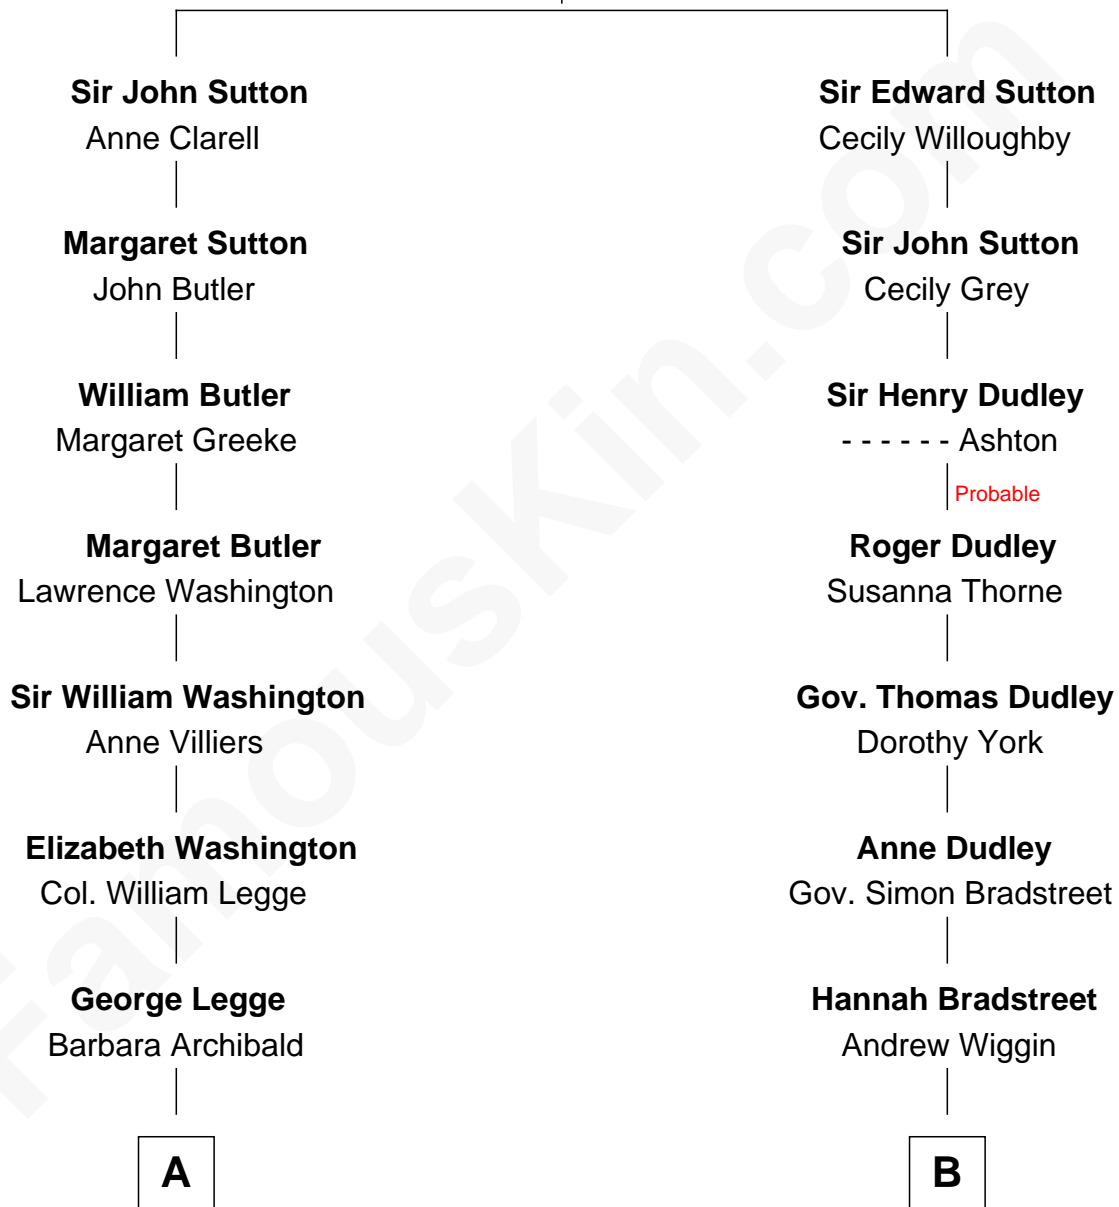 Sir John Sutton
Anne Clarell
Margaret Sutton
John Butler
William Butler
Margaret Greeke
Margaret Butler
Lawrence Washington
Sir William Washington
Anne Villiers
Elizabeth Washington
Col. William Legge
George Legge
Barbara Archibald
A
Sir Edward Sutton
Cecily Willoughby
Sir John Sutton
Cecily Grey
Sir Henry Dudley
- - - - - - Ashton
Probable
Roger Dudley
Susanna Thorne
Gov. Thomas Dudley
Dorothy York
Anne Dudley
Gov. Simon Bradstreet
Hannah Bradstreet
Andrew Wiggin
B
FamousKin.com